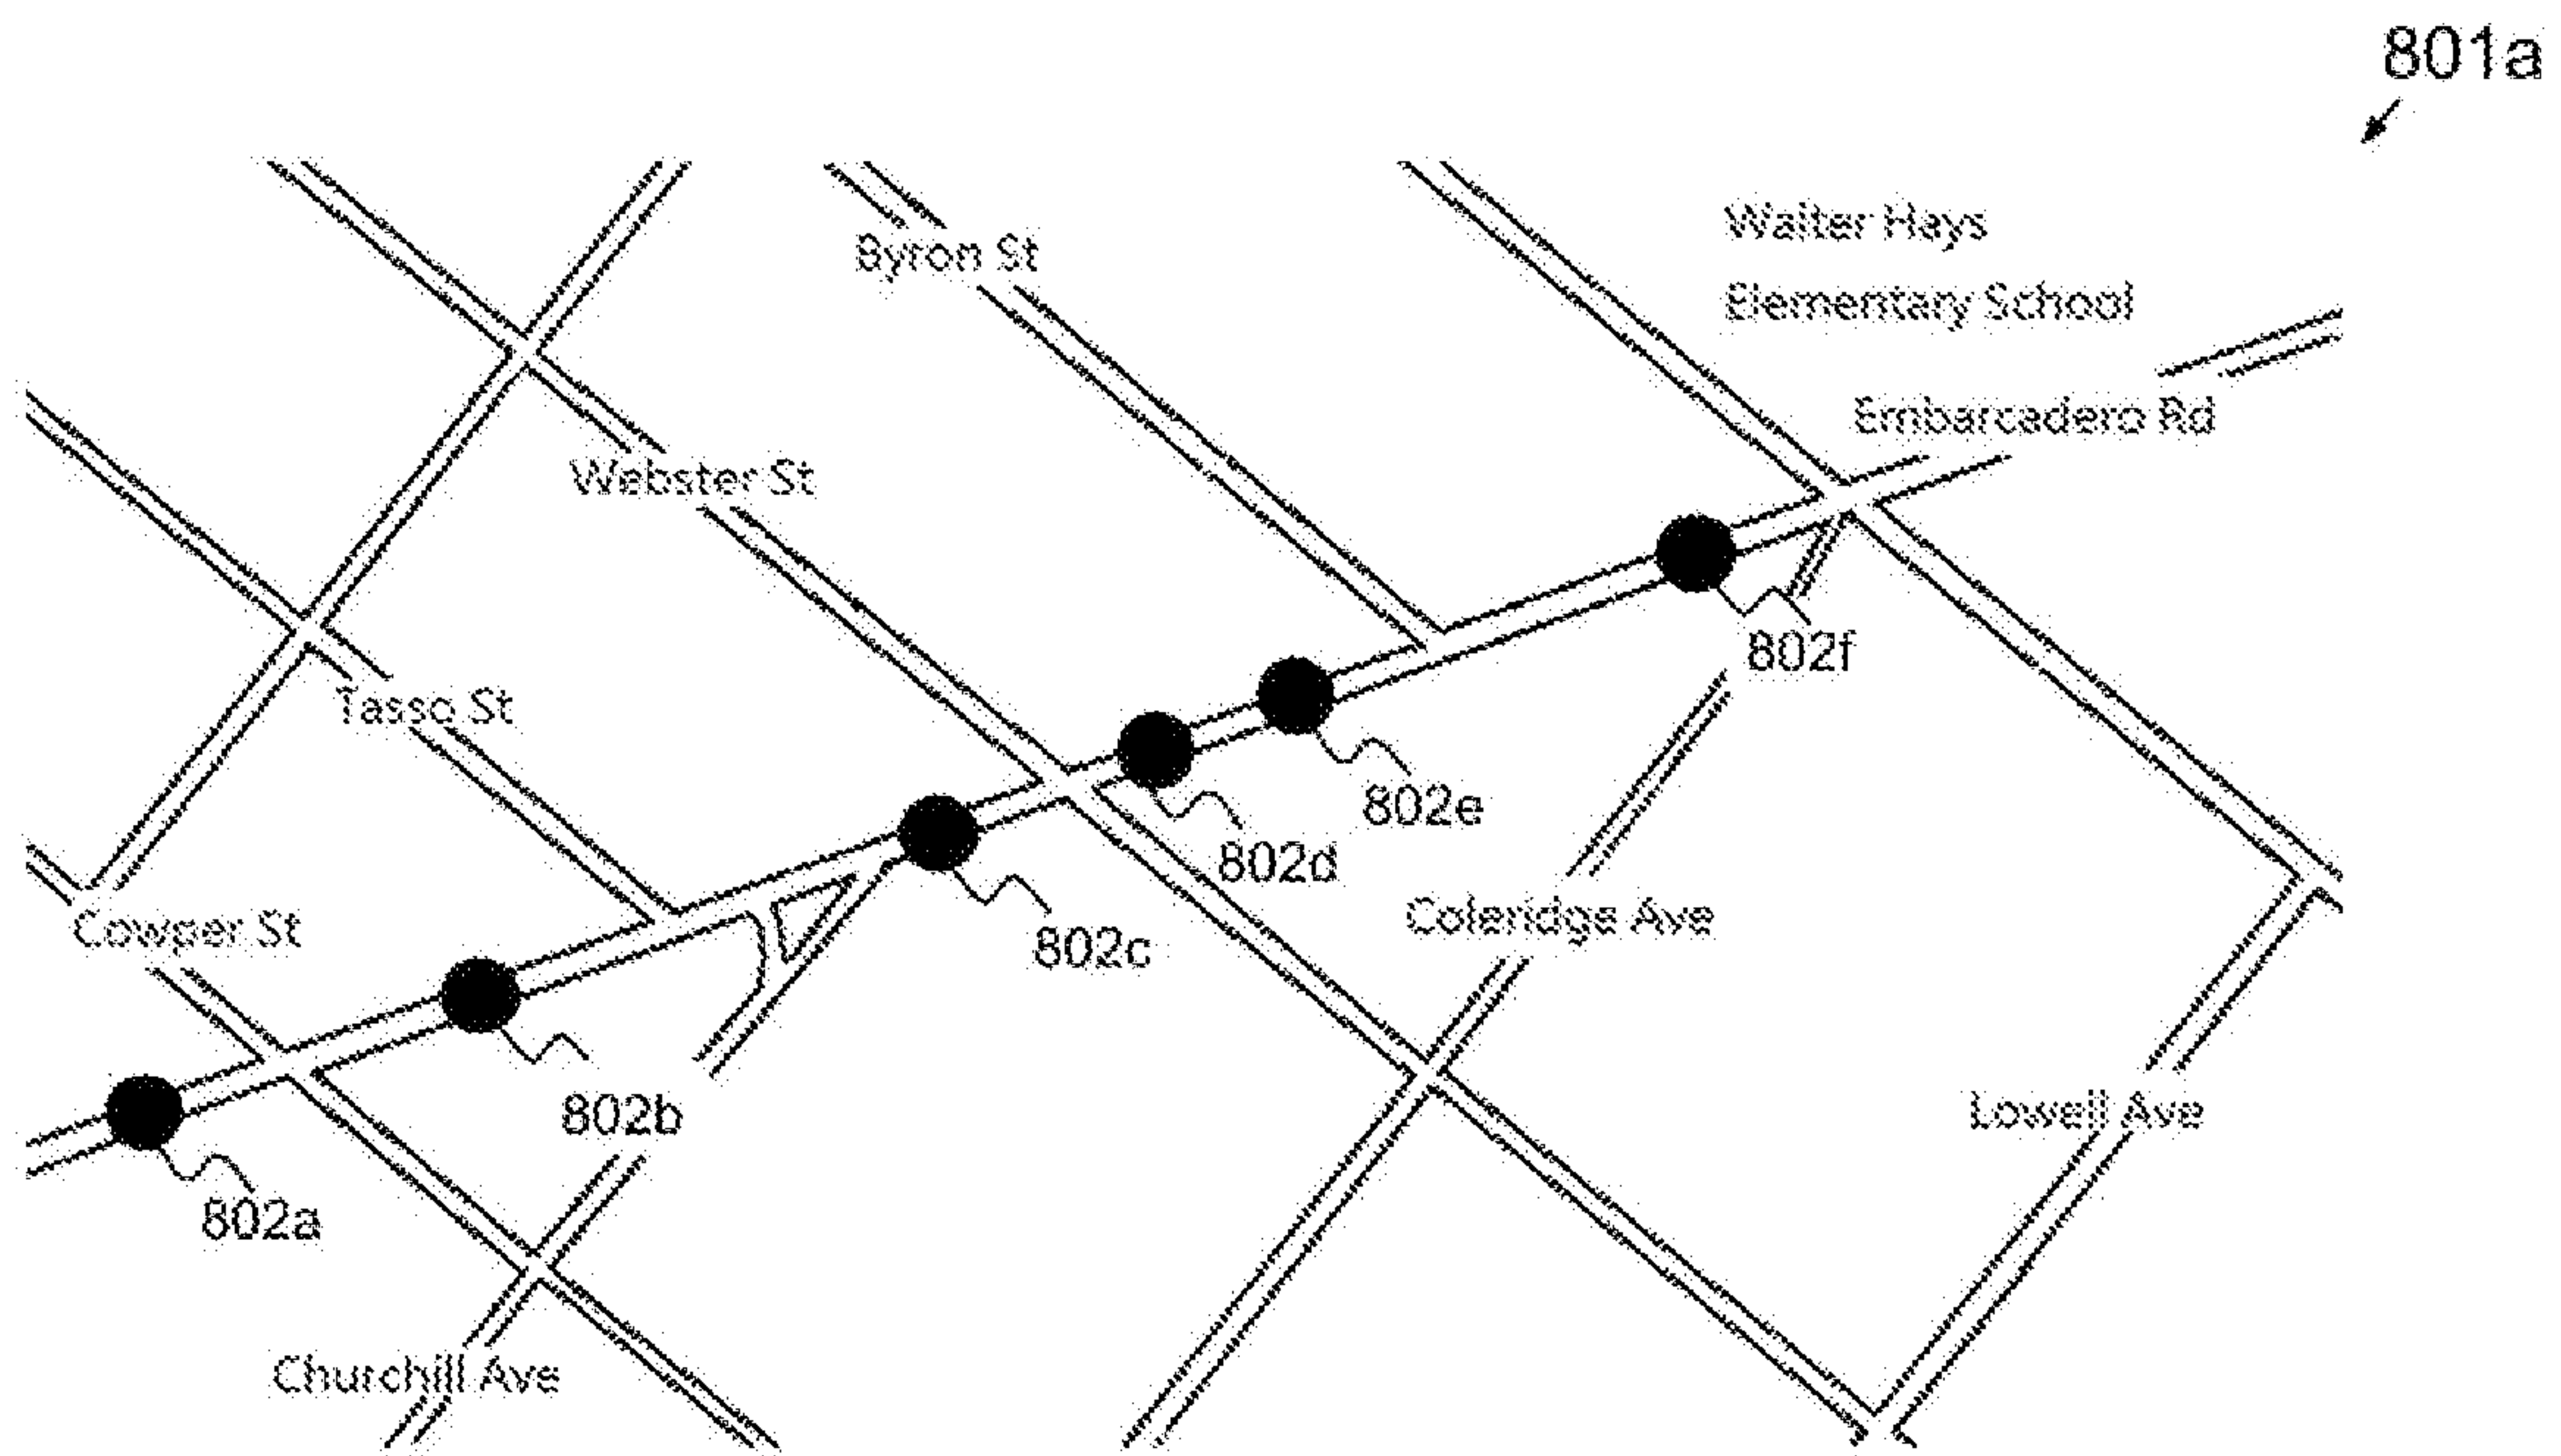 801a
Walter Hays
Elementary School
Byron St
Embarcadero Rd
Webster St
802f
Tasso St
802e
802d
Coleridge Ave
Cowper St
802c
802b
Lowell Ave
802a
Churchill Ave